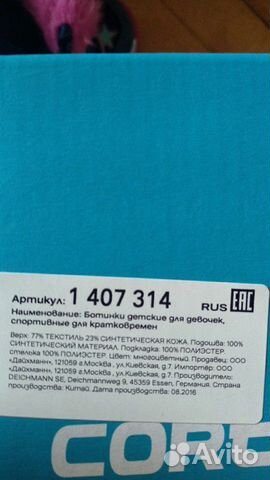 Артикул: 1 407 314 RUS EAC
Наименование: Ботинки детские для девочек,
спортивные для кратковремен
Верх: 77% ТЕКСТИЛЬ 23% СИНТЕТИЧЕСКАЯ КОЖА. Подошва: 100%
СИНТЕТИЧЕСКИЙ МАТЕРИАЛ. Подкладка: 100% ПОЛИЭСТЕР.
стелька 100% ПОЛИЭСТЕР. Цвет: многоцветный. Продавец: ООО
«Дайхманн», 121059 г.Москва , ул.Киевская, д.7. Импортёр: ООО
«Дайхманн», 121059 г.Москва , ул.Киевская, д.7. Производитель:
DEICHMANN SE, Deichmannweg 9, 45359 Essen, Германия. Страна
производства: Китай. Дата производства: 08.2016
CORS
Avito